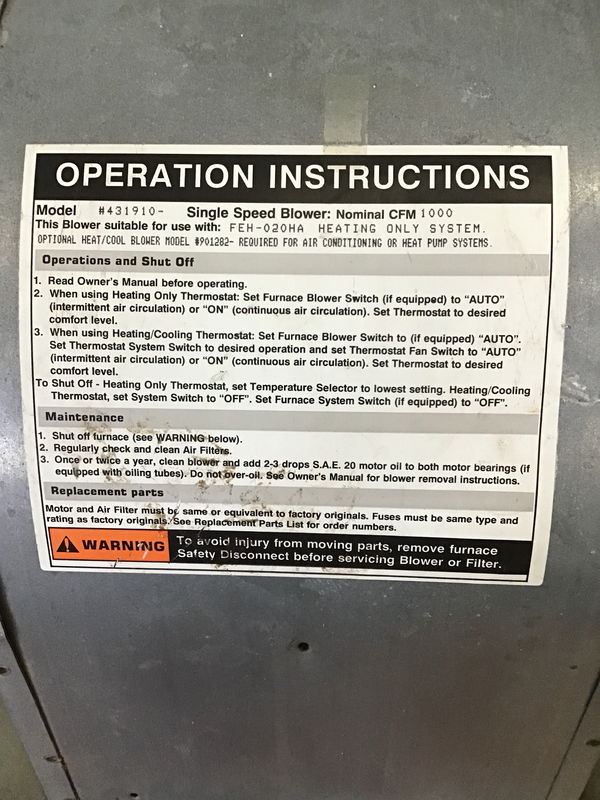 OPERATION INSTRUCTIONS
Model #431910- Single Speed Blower: Nominal CFM 1000
This Blower suitable for use with: FEH-020HA HEATING ONLY SYSTEM.
OPTIONAL HEAT/COOL BLOWER MODEL #901282- REQUIRED FOR AIR CONDITIONING OR HEAT PUMP SYSTEMS.
Operations and Shut Off
1. Read Owner's Manual before operating.
2. When using Heating Only Thermostat: Set Furnace Blower Switch (if equipped) to "AUTO"
(intermittent air circulation) or "ON" (continuous air circulation). Set Thermostat to desired
comfort level.
3. When using Heating/Cooling Thermostat: Set Furnace Blower Switch to (if equipped) "AUTO".
Set Thermostat System Switch to desired operation and set Thermostat Fan Switch to "AUTO"
(intermittent air circulation) or "ON" (continuous air circulation). Set Thermostat to desired
comfort level.
To Shut Off - Heating Only Thermostat, set Temperature Selector to lowest setting. Heating/Cooling
Thermostat, set System Switch to "OFF". Set Furnace System Switch (if equipped) to "OFF".
Maintenance
1. Shut off furnace (see WARNING below).
2. Regularly check and clean Air Filters.
3. Once or twice a year, clean blower and add 2-3 drops S.A.E. 20 motor oil to both motor bearings (if
equipped with oiling tubes). Do not over-oil. See Owner's Manual for blower removal instructions.
Replacement parts
Motor and Air Filter must be same or equivalent to factory originals. Fuses must be same type and
rating as factory originals. See Replacement Parts List for order numbers.
WARNING To avoid injury from moving parts, remove furnace
Safety Disconnect before servicing Blower or Filter.